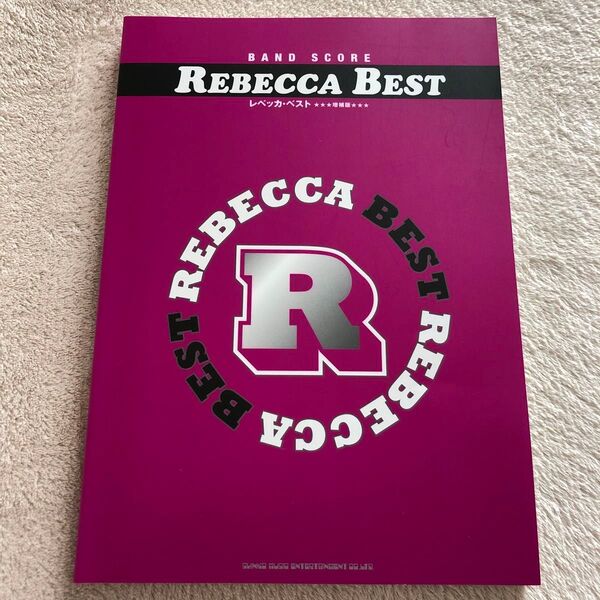 BAND SCORE
REBECCA BEST
レベッカ・ベスト ★★★増補版★★★
REBECCA BEST REBECCA BEST
R
SHINKO MUSIC ENTERTAINMENT CO.,LTD.